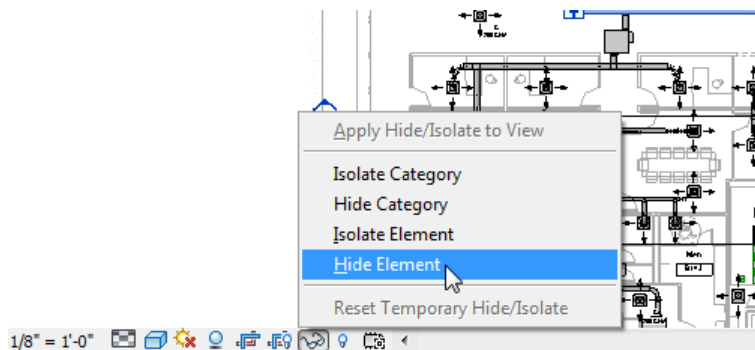 Apply Hide/Isolate to View
Isolate Category
Hide Category
Isolate Element
Hide Element
Reset Temporary Hide/Isolate
1/8" = 1'-0"